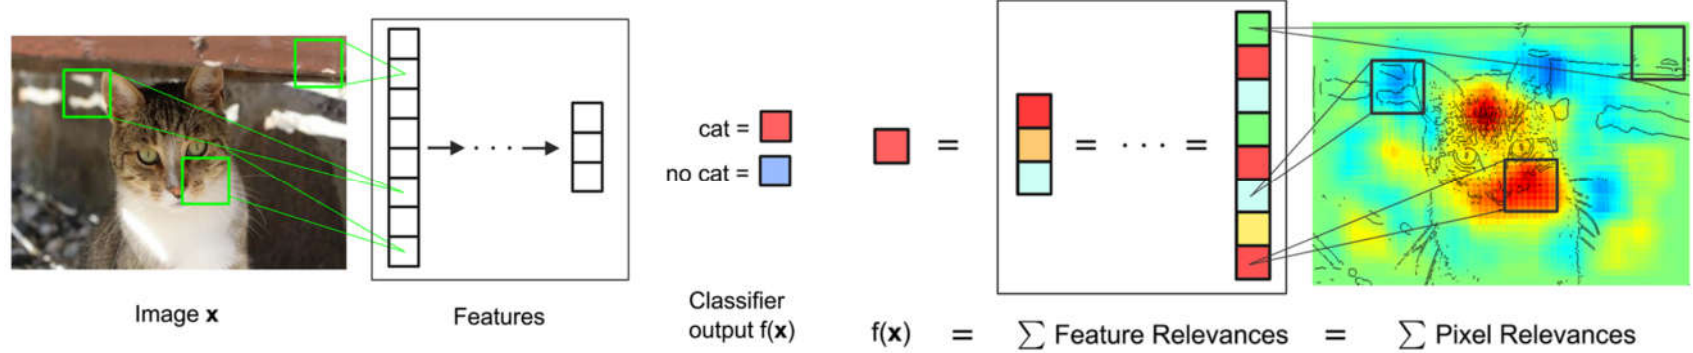 cat =
no cat =
= = · · · =
Image x
Features
Classifier
output f(x)
f(x) = ∑ Feature Relevances = ∑ Pixel Relevances